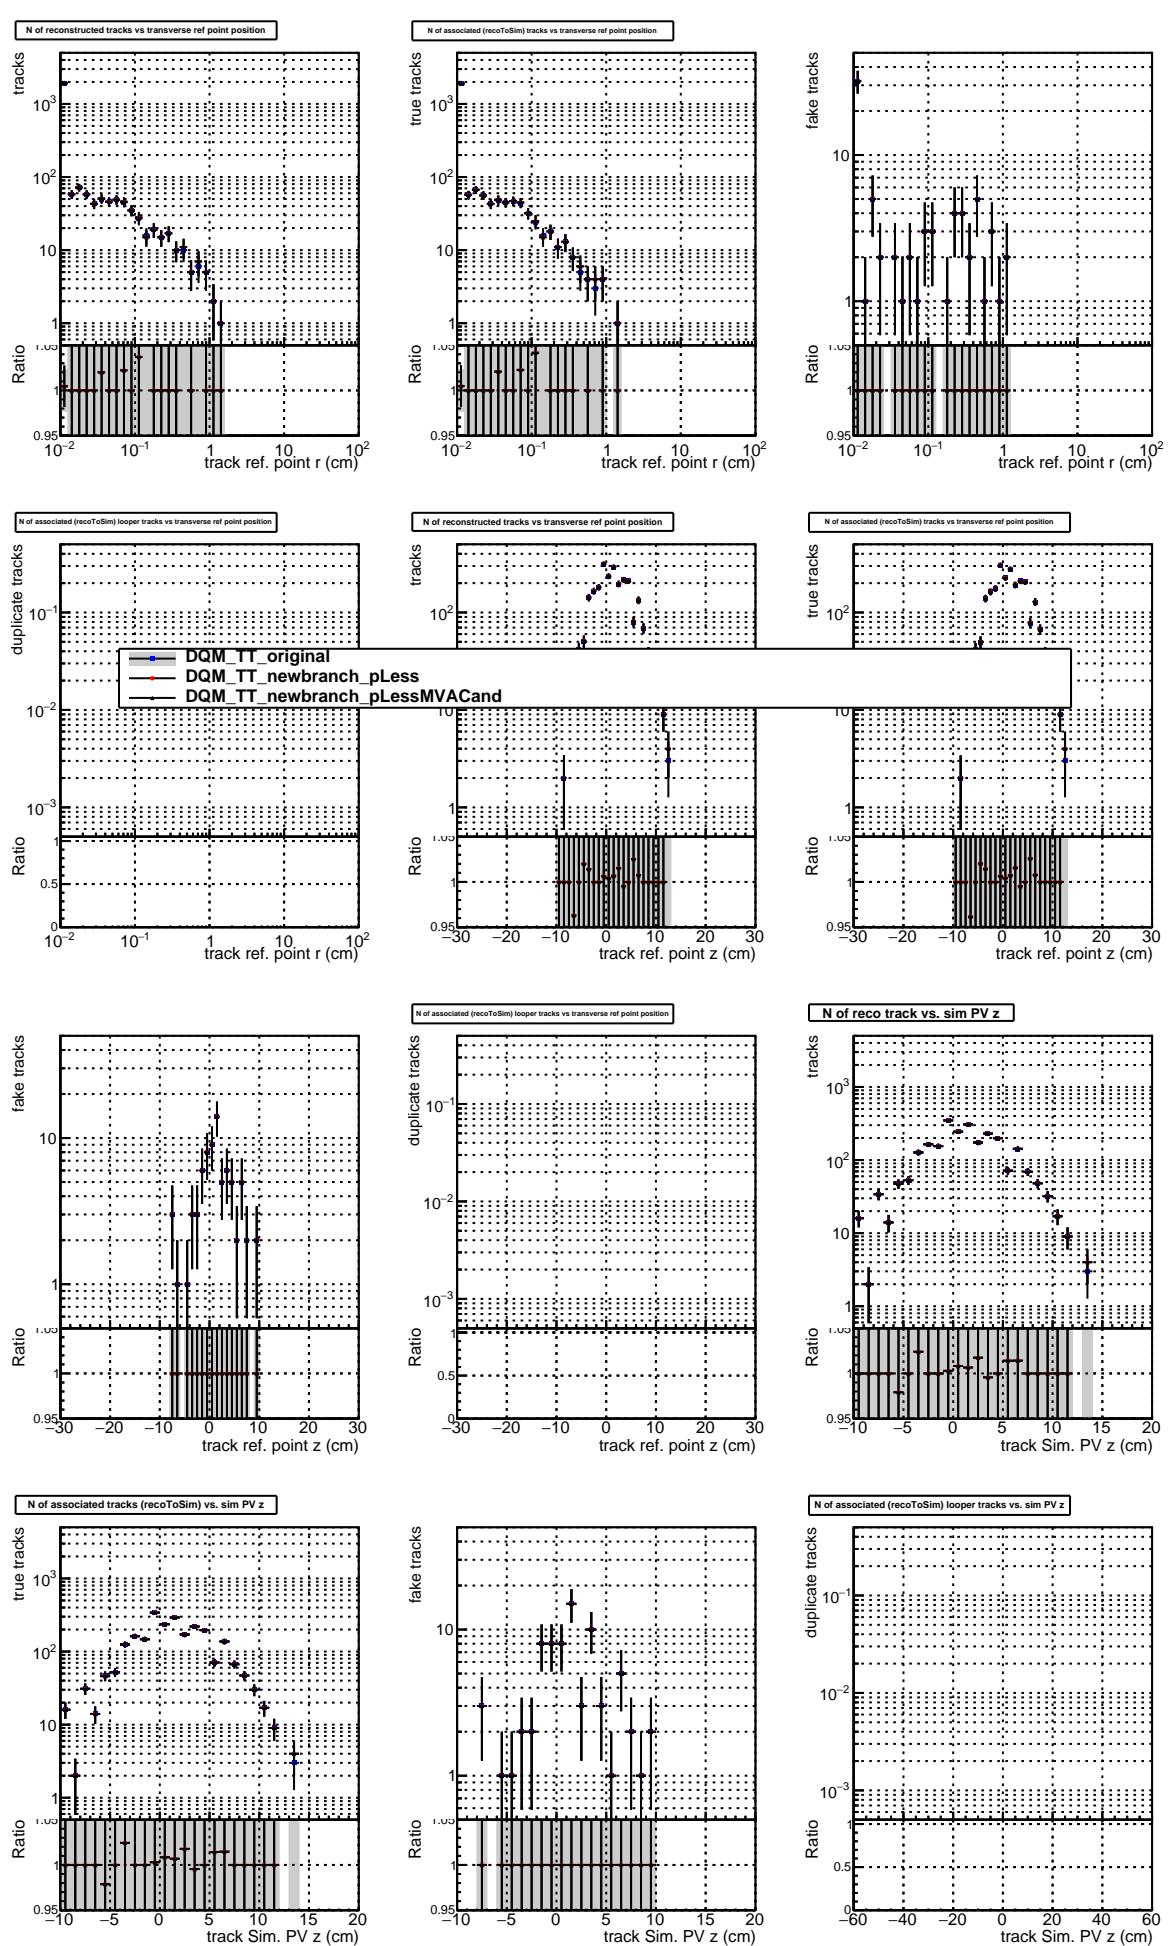 N of reconstructed tracks vs transverse ref point position
tracks
10³
10²
10
1
Ratio
1.05
1
0.95
10⁻² 10⁻¹ 1 10 10²
track ref. point r (cm)
N of associated (recoToSim) tracks vs transverse ref point position
true tracks
10³
10²
10
1
Ratio
1.05
1
0.95
10⁻² 10⁻¹ 1 10 10²
track ref. point r (cm)
fake tracks
10
1
Ratio
1.05
1
0.95
10⁻² 10⁻¹ 1 10 10²
track ref. point r (cm)
N of associated (recoToSim) looper tracks vs transverse ref point position
duplicate tracks
10⁻¹
10⁻²
10⁻³
Ratio
1
0.5
0
10⁻² 10⁻¹ 1 10 10²
track ref. point r (cm)
N of reconstructed tracks vs transverse ref point position
tracks
10²
10
1
Ratio
1.05
1
0.95
−30 −20 −10 0 10 20 30
track ref. point z (cm)
N of associated (recoToSim) tracks vs transverse ref point position
true tracks
10²
10
1
Ratio
1.05
1
0.95
−30 −20 −10 0 10 20 30
track ref. point z (cm)
DQM_TT_original
DQM_TT_newbranch_pLess
DQM_TT_newbranch_pLessMVACand
fake tracks
10
1
Ratio
1.05
1
0.95
−30 −20 −10 0 10 20 30
track ref. point z (cm)
N of associated (recoToSim) looper tracks vs transverse ref point position
duplicate tracks
10⁻¹
10⁻²
10⁻³
Ratio
1
0.5
0
−30 −20 −10 0 10 20 30
track ref. point z (cm)
N of reco track vs. sim PV z
tracks
10³
10²
10
1
Ratio
1.05
1
0.95
−10 −5 0 5 10 15 20
track Sim. PV z (cm)
N of associated tracks (recoToSim) vs. sim PV z
true tracks
10³
10²
10
1
Ratio
1.05
1
0.95
−10 −5 0 5 10 15 20
track Sim. PV z (cm)
fake tracks
10
1
Ratio
1.05
1
0.95
−10 −5 0 5 10 15 20
track Sim. PV z (cm)
N of associated (recoToSim) looper tracks vs. sim PV z
duplicate tracks
10⁻¹
10⁻²
10⁻³
Ratio
1
0.5
0
−60 −40 −20 0 20 40 60
track Sim. PV z (cm)